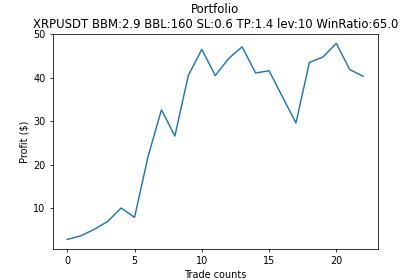 Portfolio
XRPUSDT BBM:2.9 BBL:160 SL:0.6 TP:1.4 lev:10 WinRatio:65.0
50
40
30
20
10
Profit ($)
0 5 10 15 20
Trade counts